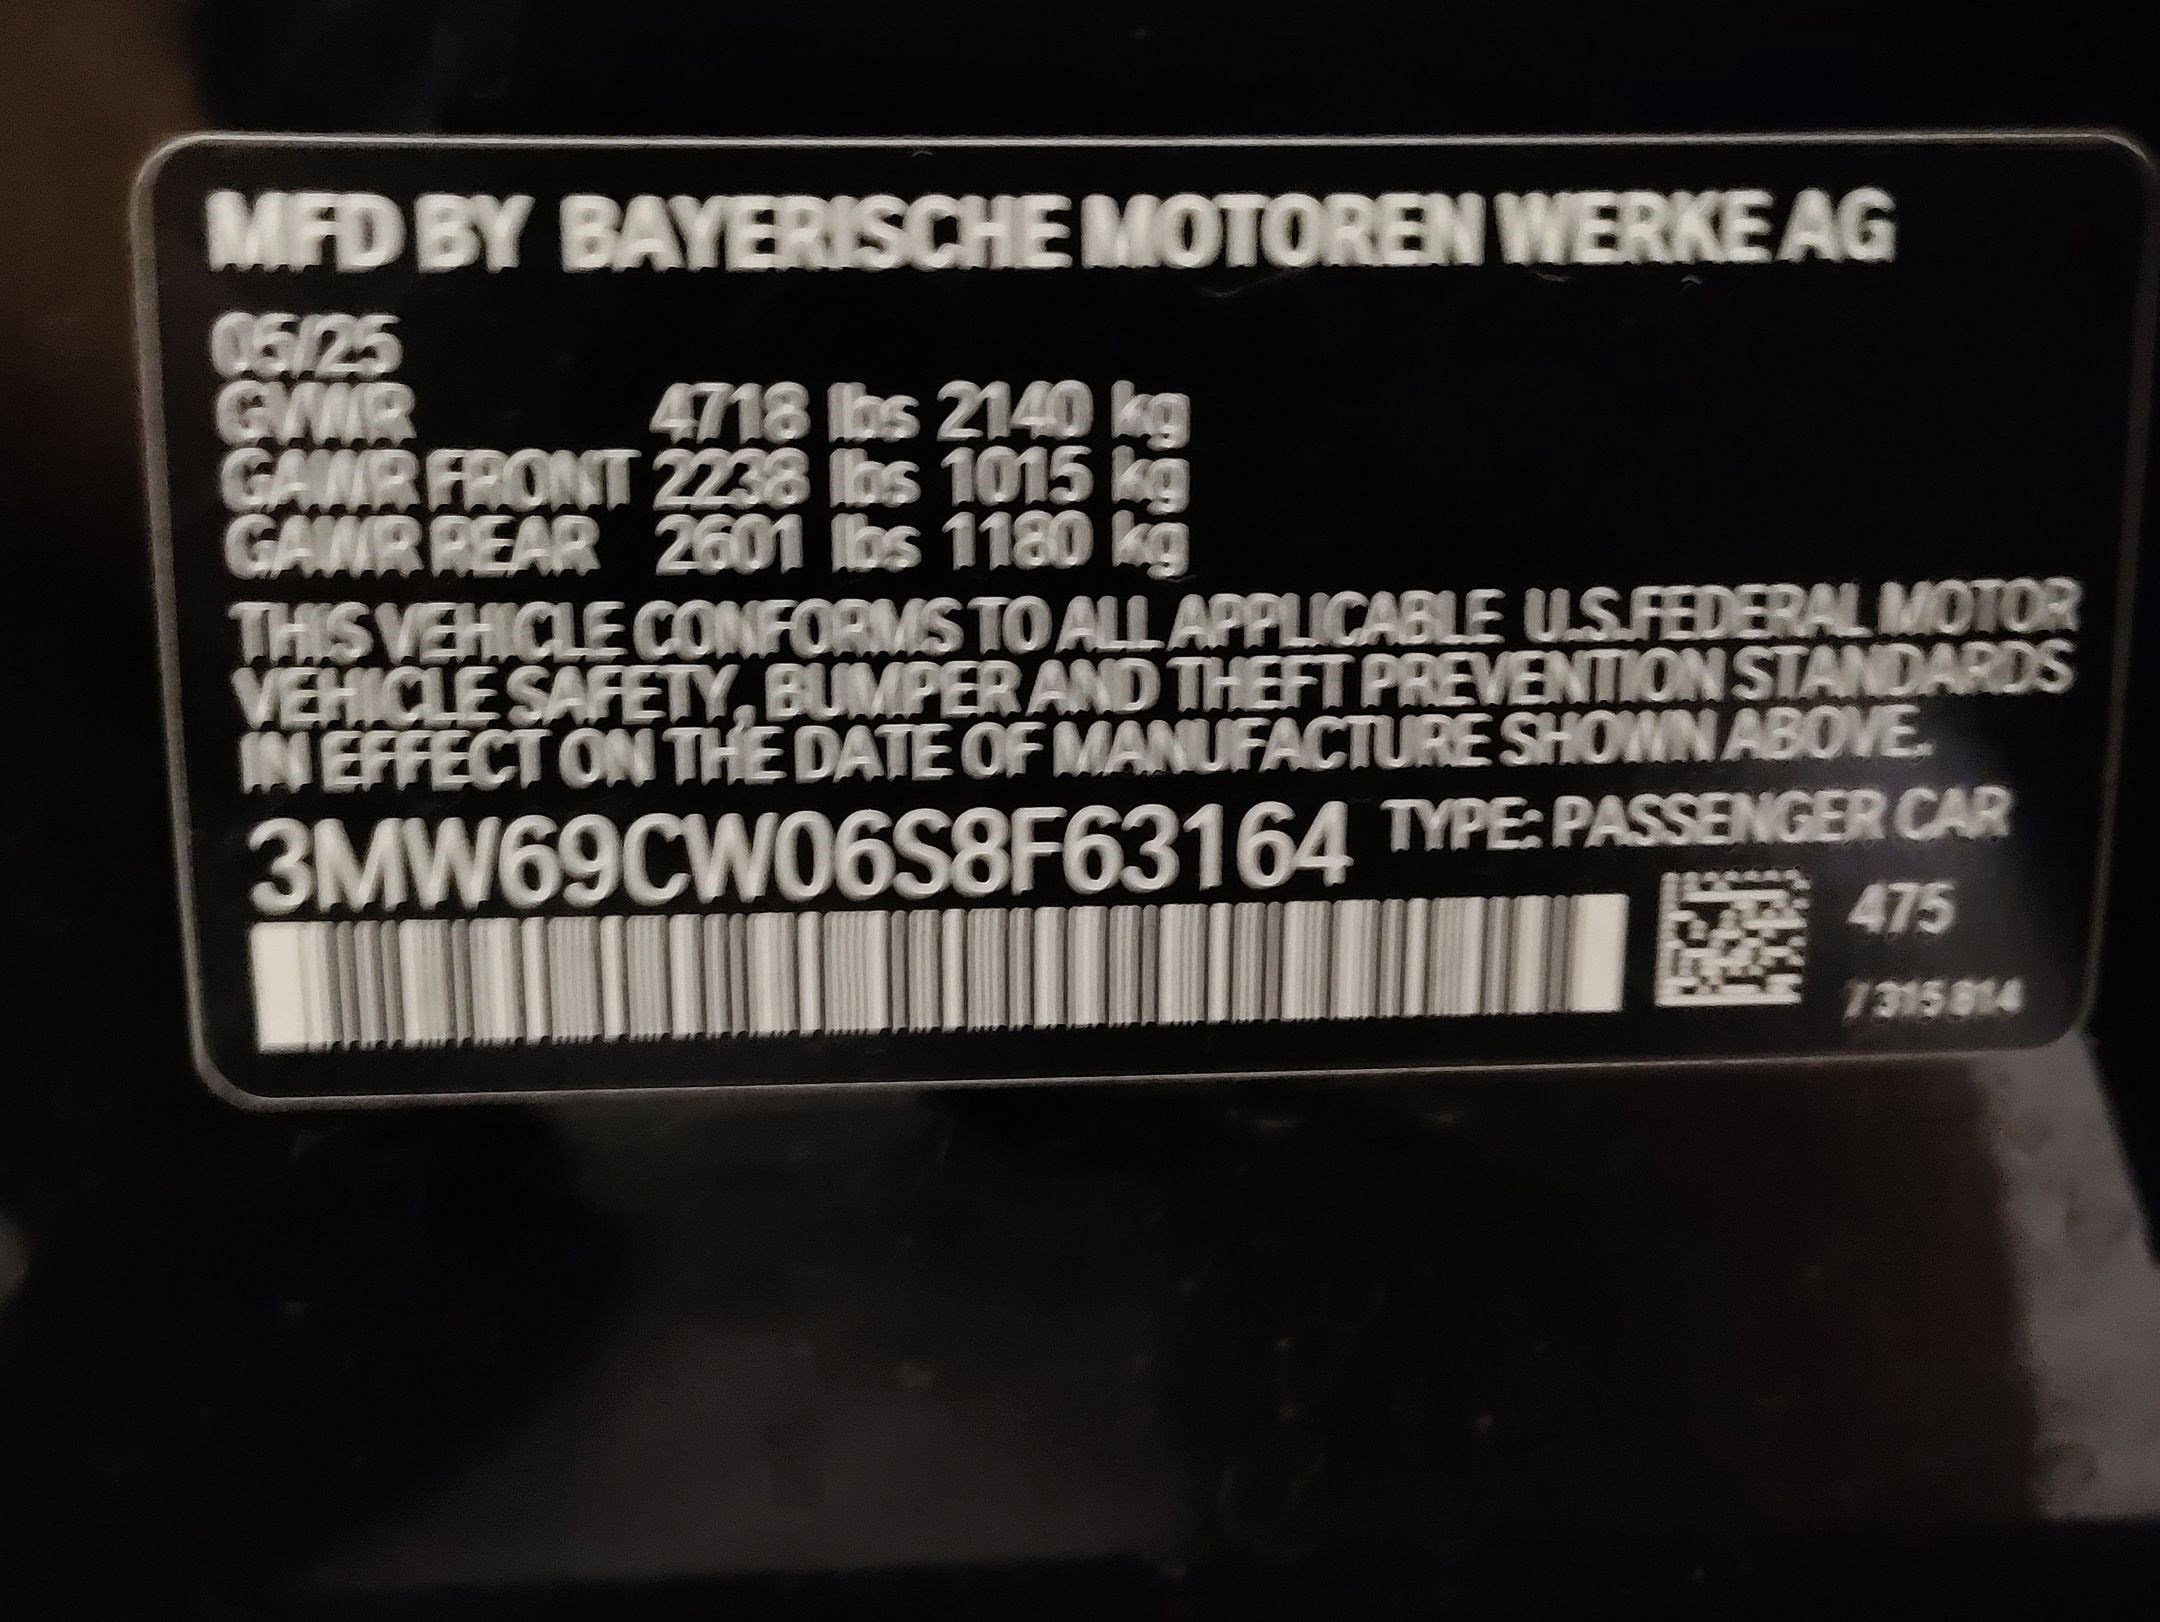 MFD BY BAYERISCHE MOTOREN WERKE AG
05/25
GVWR 4718 lbs 2140 kg
GAWR FRONT 2238 lbs 1015 kg
GAWR REAR 2601 lbs 1180 kg
THIS VEHICLE CONFORMS TO ALL APPLICABLE U.S.FEDERAL MOTOR
VEHICLE SAFETY, BUMPER AND THEFT PREVENTION STANDARDS
IN EFFECT ON THE DATE OF MANUFACTURE SHOWN ABOVE.
3MW69CW06S8F63164 TYPE: PASSENGER CAR
475
7315814